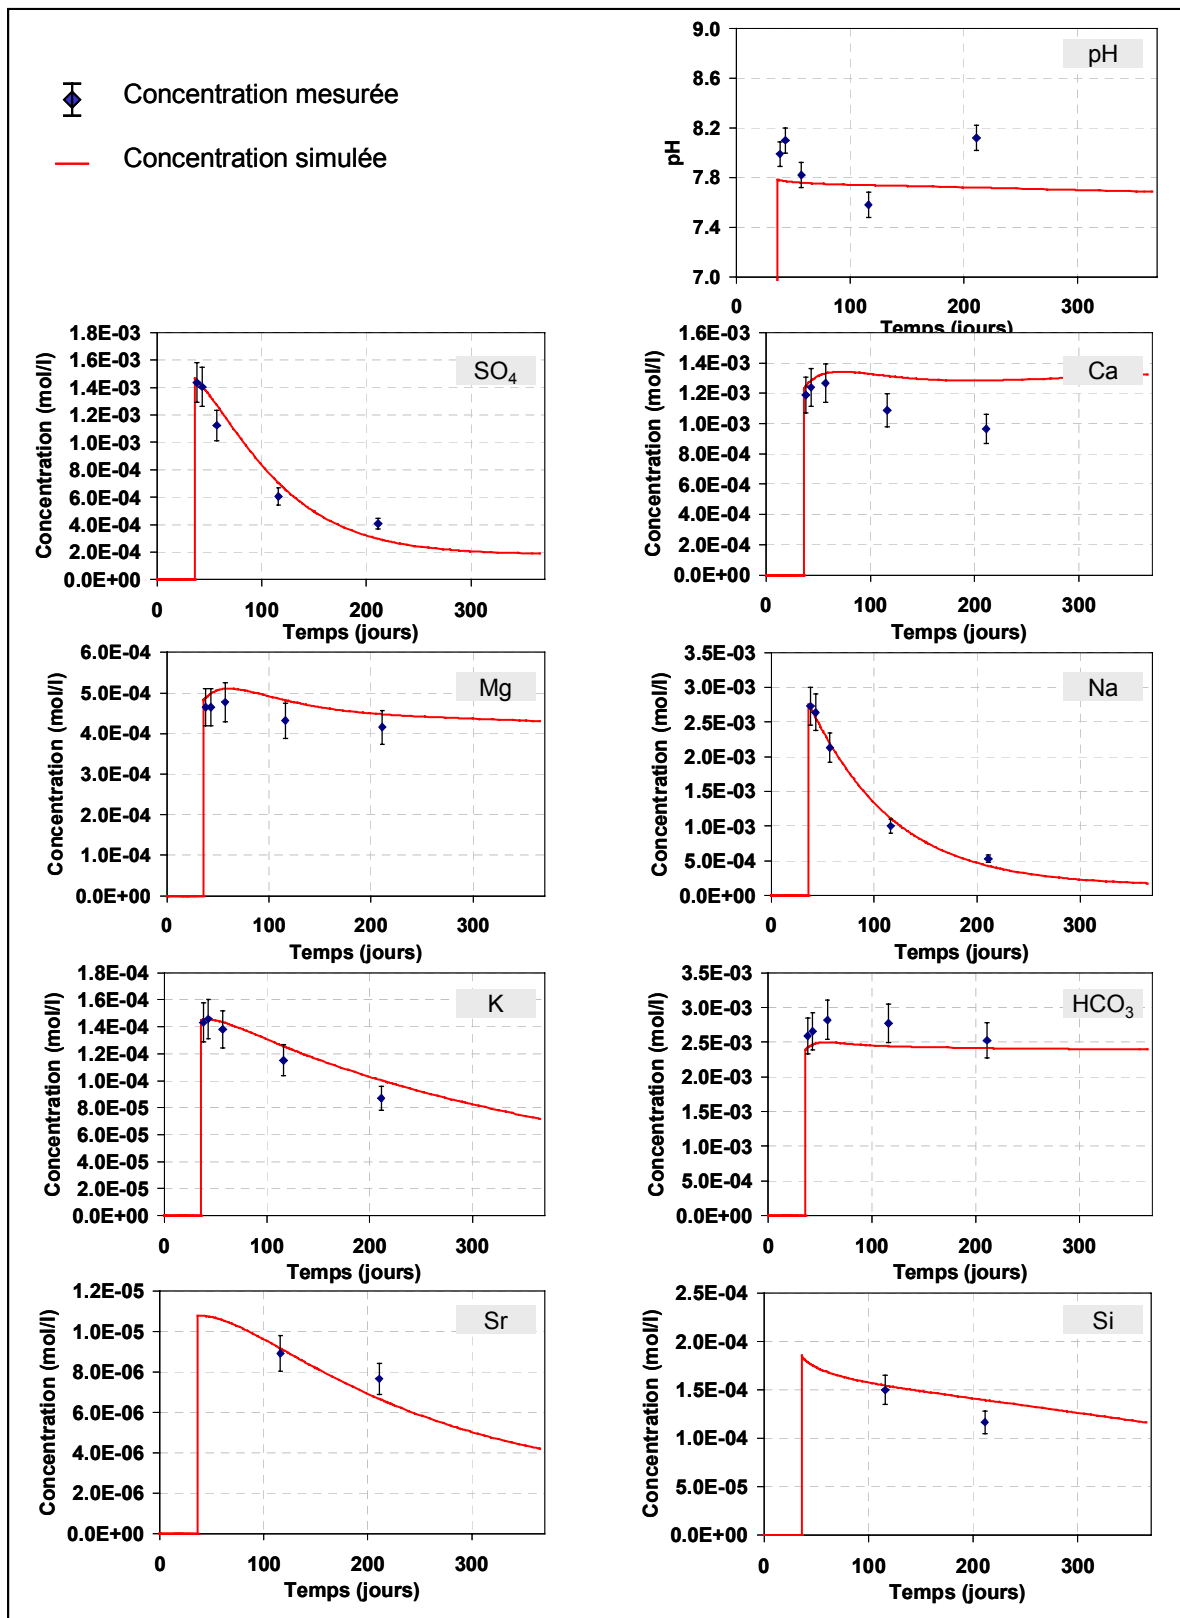 Concentration mesurée
Concentration simulée
9.0
8.6
8.2
7.8
7.4
7.0
pH
pH
0 100 200 300
Temps (jours)
1.8E-03
1.6E-03
1.4E-03
1.2E-03
1.0E-03
8.0E-04
6.0E-04
4.0E-04
2.0E-04
0.0E+00
Concentration (mol/l)
SO4
0 100 200 300
Temps (jours)
1.6E-03
1.4E-03
1.2E-03
1.0E-03
8.0E-04
6.0E-04
4.0E-04
2.0E-04
0.0E+00
Concentration (mol/l)
Ca
0 100 200 300
Temps (jours)
6.0E-04
5.0E-04
4.0E-04
3.0E-04
2.0E-04
1.0E-04
0.0E+00
Concentration (mol/l)
Mg
0 100 200 300
Temps (jours)
3.5E-03
3.0E-03
2.5E-03
2.0E-03
1.5E-03
1.0E-03
5.0E-04
0.0E+00
Concentration (mol/l)
Na
0 100 200 300
Temps (jours)
1.8E-04
1.6E-04
1.4E-04
1.2E-04
1.0E-04
8.0E-05
6.0E-05
4.0E-05
2.0E-05
0.0E+00
Concentration (mol/l)
K
0 100 200 300
Temps (jours)
3.5E-03
3.0E-03
2.5E-03
2.0E-03
1.5E-03
1.0E-03
5.0E-04
0.0E+00
Concentration (mol/l)
HCO3
0 100 200 300
Temps (jours)
1.2E-05
1.0E-05
8.0E-06
6.0E-06
4.0E-06
2.0E-06
0.0E+00
Concentration (mol/l)
Sr
0 100 200 300
Temps (jours)
2.5E-04
2.0E-04
1.5E-04
1.0E-04
5.0E-05
0.0E+00
Concentration (mol/l)
Si
0 100 200 300
Temps (jours)